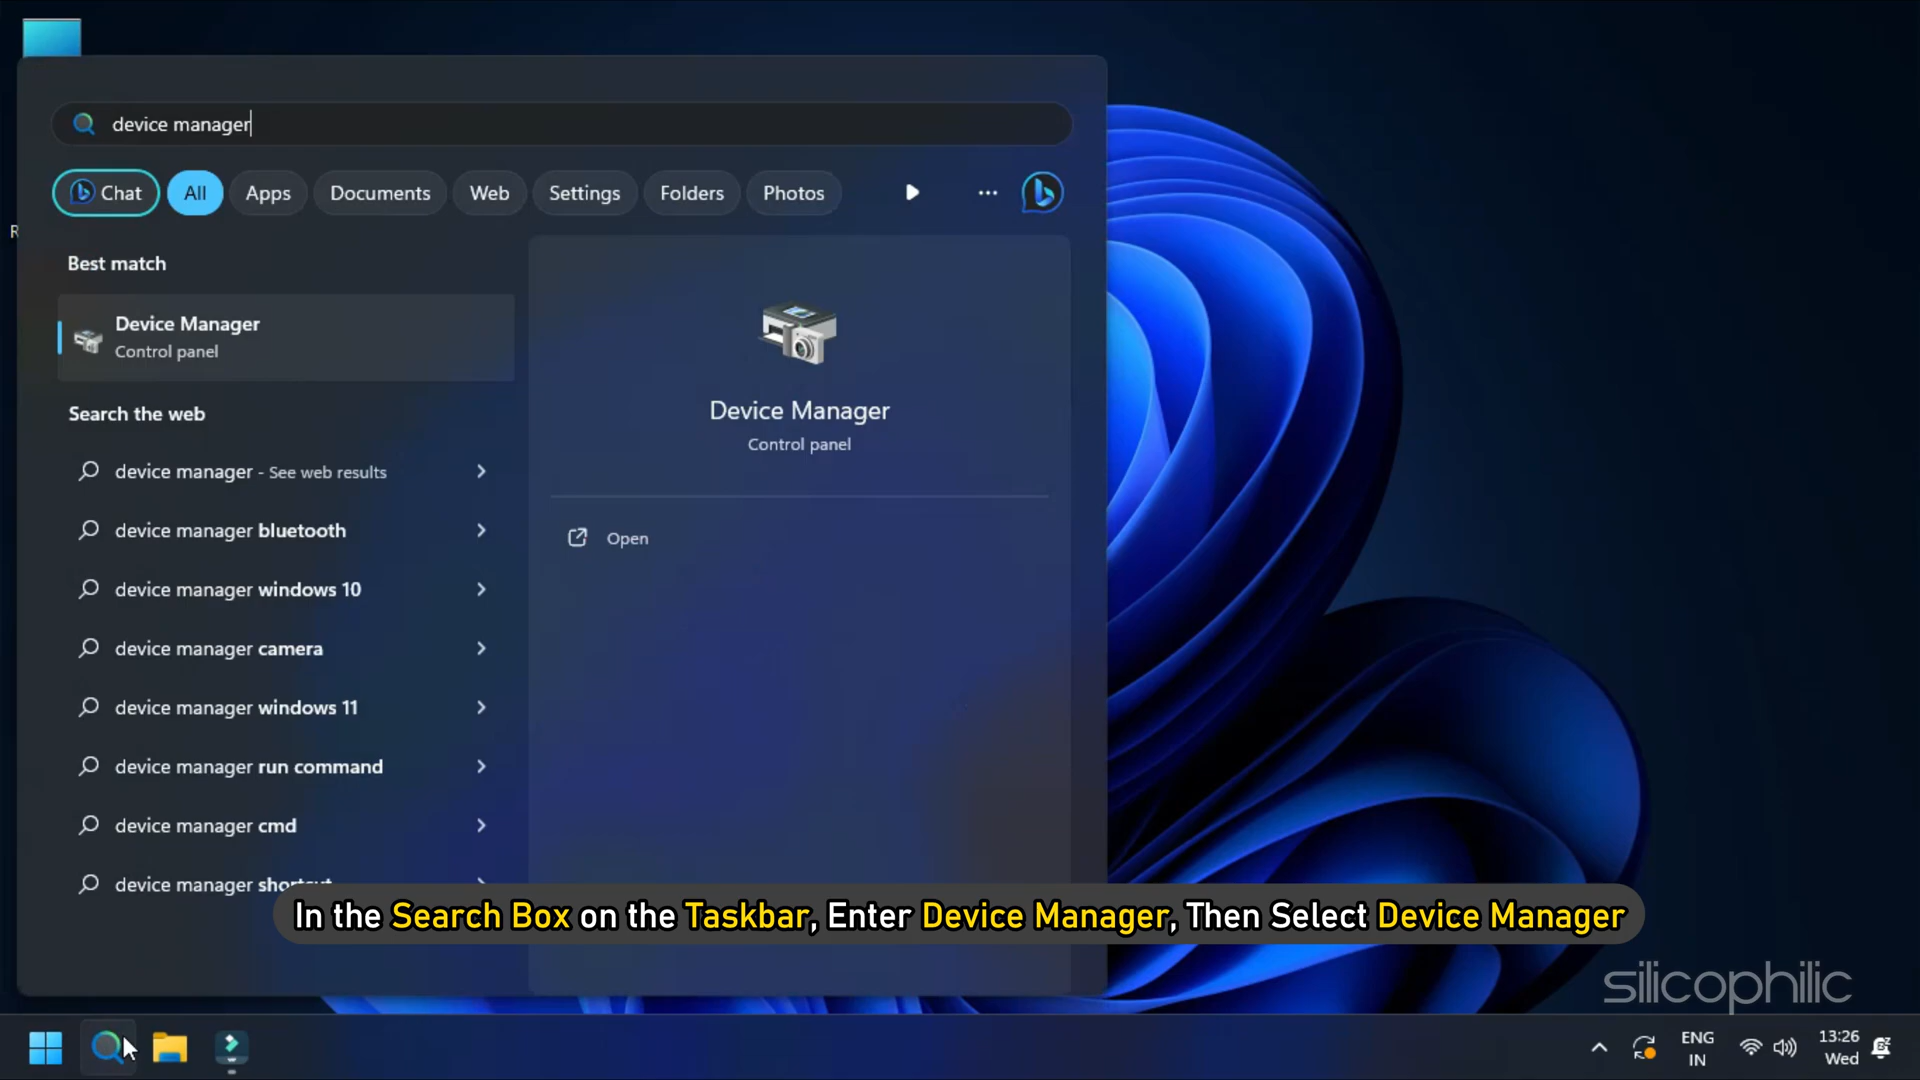 device manager
Chat
All
Apps
Documents
Web
Settings
Folders
Photos
R
Best match
Device Manager
Control panel
Search the web
device manager - See web results
device manager bluetooth
device manager windows 10
device manager camera
device manager windows 11
device manager run command
device manager cmd
device manager shortcut
Device Manager
Control panel
Open
In the Search Box on the Taskbar, Enter Device Manager, Then Select Device Manager
silicophilic
ENG
IN
13:26
Wed